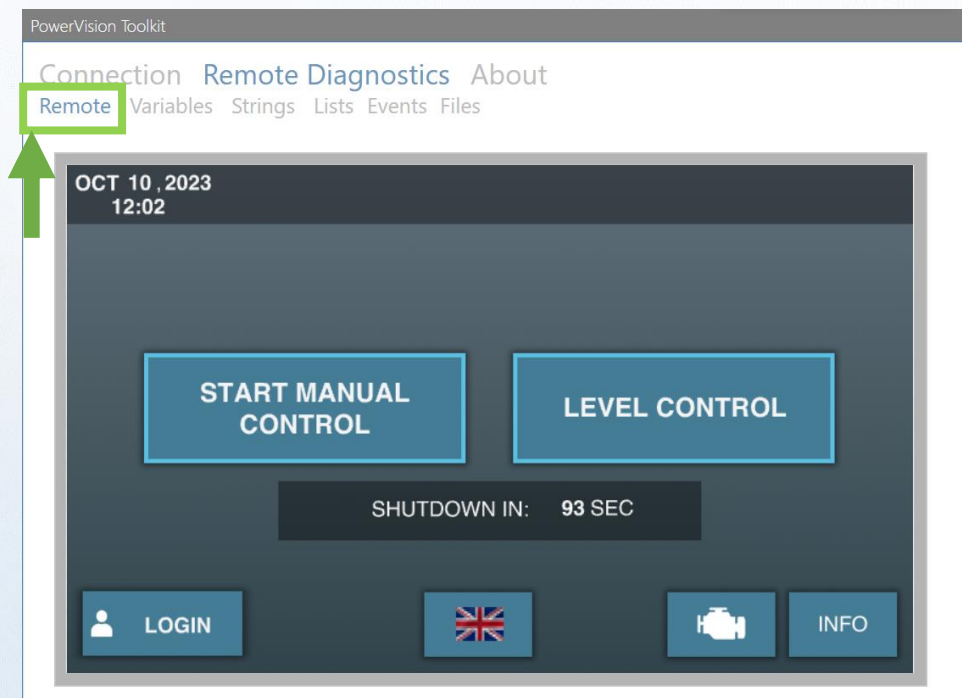 PowerVision Toolkit
Connection Remote Diagnostics About
Remote Variables Strings Lists Events Files
OCT 10 , 2023
12:02
START MANUAL
CONTROL
LEVEL CONTROL
SHUTDOWN IN: 93 SEC
LOGIN
INFO